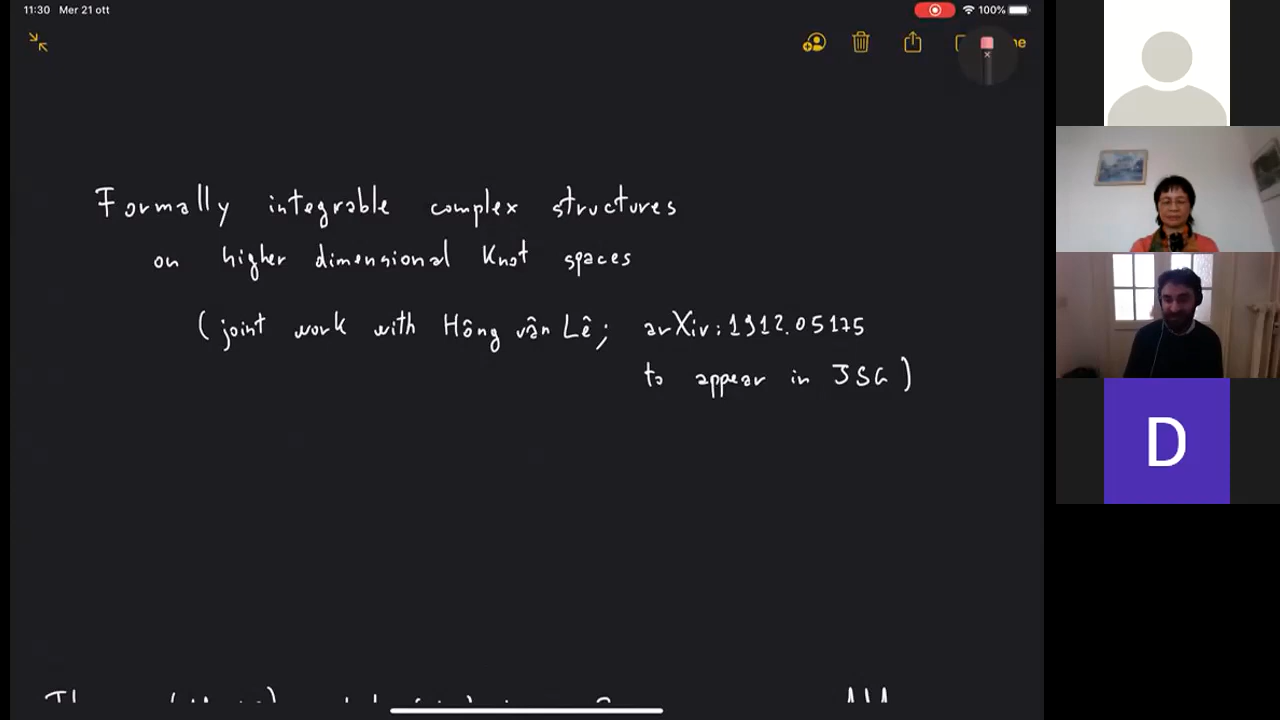 11:30 Mer 21 ott
100%
Formally integrable complex structures
on higher dimensional Knot spaces
(joint work with Hông vân Lê; arXiv:1912.05175
to appear in JSG)
D